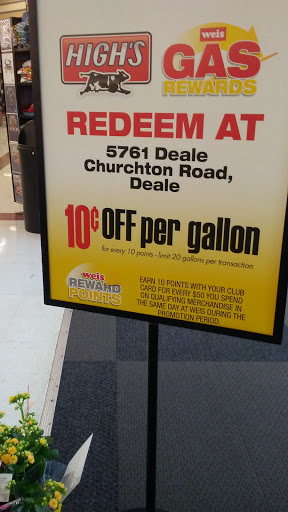 HIGH'S
weis
GAS
REWARDS
REDEEM AT
5761 Deale
Churchton Road,
Deale
10¢ OFF per gallon
for every 10 points - limit 20 gallons per transaction
weis
REWARD
POINTS
EARN 10 POINTS WITH YOUR CLUB
CARD FOR EVERY $50 YOU SPEND
ON QUALIFYING MERCHANDISE IN
THE SAME DAY AT WEIS DURING THE
PROMOTION PERIOD.